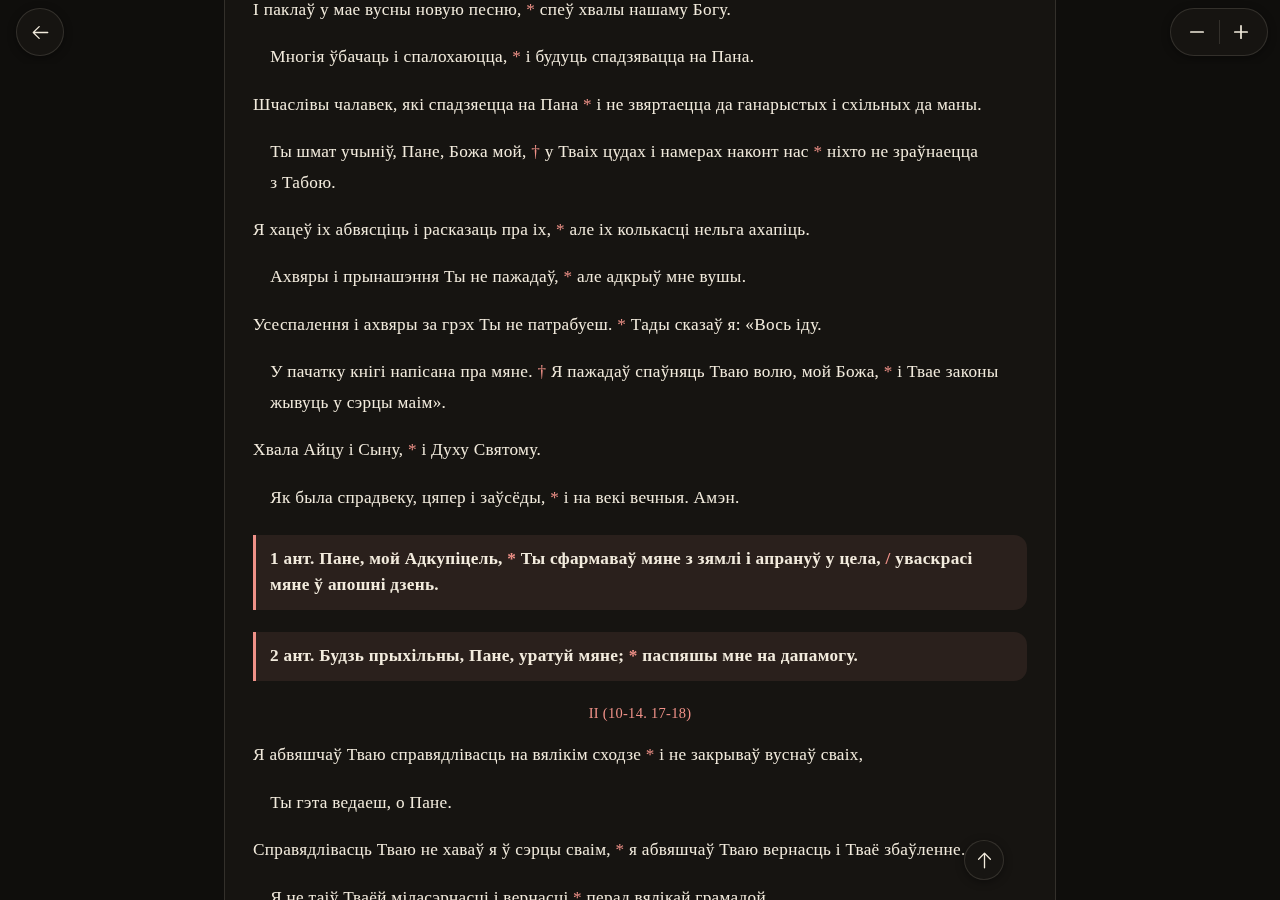 І паклаў у мае вусны новую песню, * спеў хвалы нашаму Богу.
Многія ўбачаць і спалохаюцца, * і будуць спадзявацца на Пана.
Шчаслівы чалавек, які спадзяецца на Пана * і не звяртаецца да ганарыстых і схільных да маны.
Ты шмат учыніў, Пане, Божа мой, † у Тваіх цудах і намерах наконт нас * ніхто не зраўнаецца
з Табою.
Я хацеў іх абвясціць і расказаць пра іх, * але іх колькасці нельга ахапіць.
Ахвяры і прынашэння Ты не пажадаў, * але адкрыў мне вушы.
Усеспалення і ахвяры за грэх Ты не патрабуеш. * Тады сказаў я: «Вось іду.
У пачатку кнігі напісана пра мяне. † Я пажадаў спаўняць Тваю волю, мой Божа, * і Твае законы
жывуць у сэрцы маім».
Хвала Айцу і Сыну, * і Духу Святому.
Як была спрадвеку, цяпер і заўсёды, * і на векі вечныя. Амэн.
1 ант. Пане, мой Адкупіцель, * Ты сфармаваў мяне з зямлі і апрануў у цела, / уваскрасі
мяне ў апошні дзень.
2 ант. Будзь прыхільны, Пане, уратуй мяне; * паспяшы мне на дапамогу.
II (10-14. 17-18)
Я абвяшчаў Тваю справядлівасць на вялікім сходзе * і не закрываў вуснаў сваіх,
Ты гэта ведаеш, о Пане.
Справядлівасць Тваю не хаваў я ў сэрцы сваім, * я абвяшчаў Тваю вернасць і Тваё збаўленне.
Я не таіў Тваёй міласэрнасці і вернасці * перад вялікай грамадой